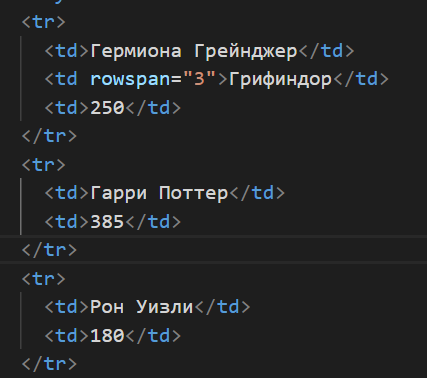 <tr>
<td>Гермиона Грейнджер</td>
<td rowspan="3">Грифиндор</td>
<td>250</td>
</tr>
<tr>
<td>Гарри Поттер</td>
<td>385</td>
</tr>
<tr>
<td>Рон Уизли</td>
<td>180</td>
</tr>